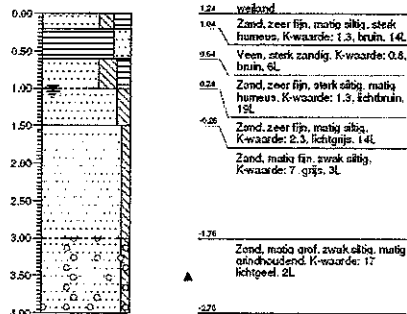 0.00
0.50
1.00
1.50
2.00
2.50
3.00
3.50
4.00
1.24 weiland
1.04 Zand, zeer fijn, matig siltig, sterk
humeus, K-waarde: 1.3, bruin, 14L
0.64 Veen, sterk zandig, K-waarde: 0.8,
bruin, 6L
0.24 Zand, zeer fijn, sterk siltig, matig
humeus, K-waarde: 1.3, lichtbruin,
19L
-0.26 Zand, zeer fijn, matig siltig,
K-waarde: 2.3, lichtgrijs, 14L
Zand, matig fijn, zwak siltig,
K-waarde: 7, grijs, 3L
-1.76
Zand, matig grof, zwak siltig, matig
grindhoudend, K-waarde: 17
lichtgeel, 2L
-2.76